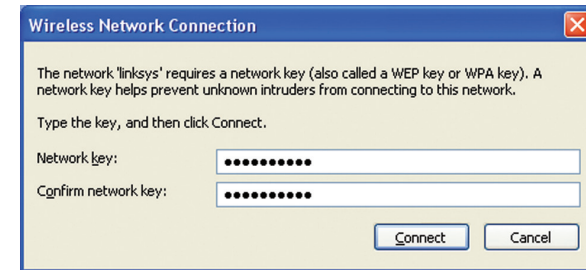 Wireless Network Connection
The network 'linksys' requires a network key (also called a WEP key or WPA key). A
network key helps prevent unknown intruders from connecting to this network.
Type the key, and then click Connect.
Network key: ●●●●●●●●●●
Confirm network key: ●●●●●●●●●●
Connect Cancel